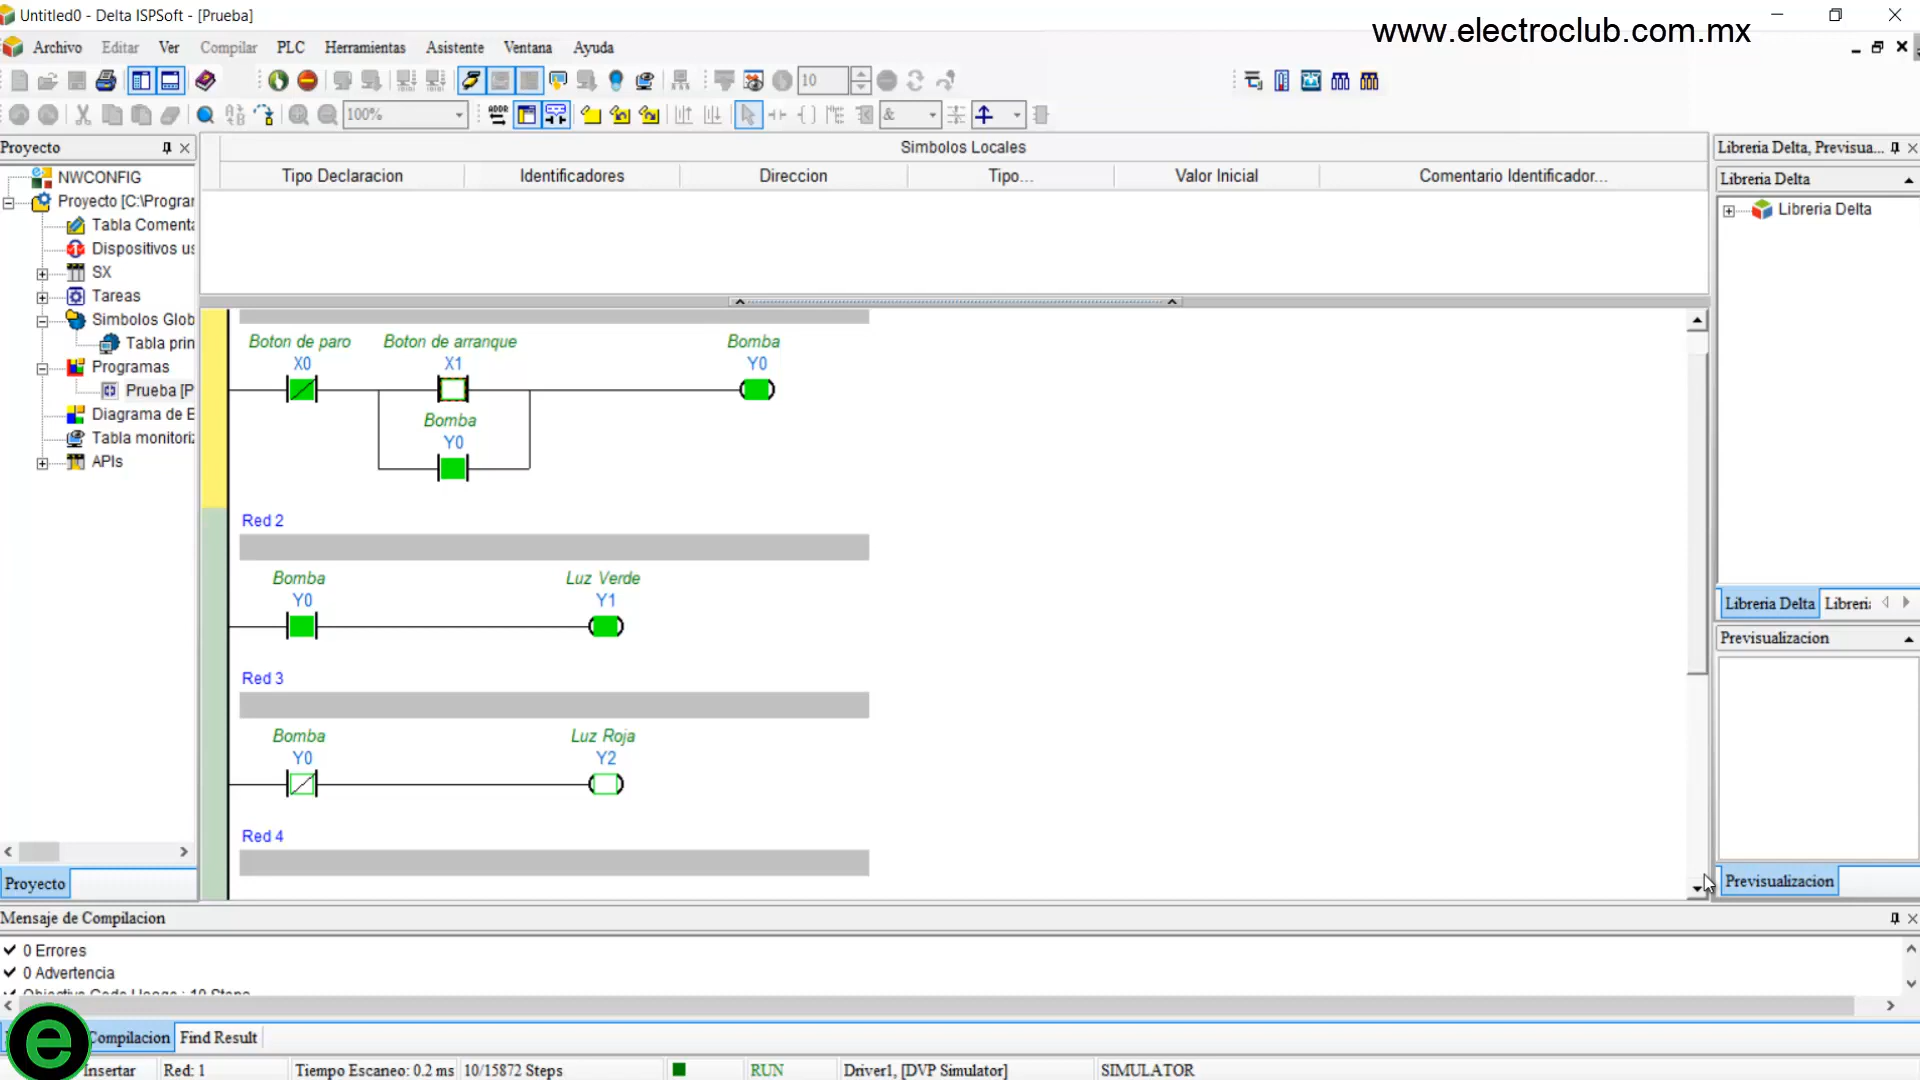 Untitled0 - Delta ISPSoft - [Prueba]
www.electroclub.com.mx
Archivo Editar Ver Compilar PLC Herramientas Asistente Ventana Ayuda
10
100%
ADDR
&
Proyecto
Simbolos Locales
Libreria Delta, Previsua...
Tipo Declaracion Identificadores Direccion Tipo... Valor Inicial Comentario Identificador...
Libreria Delta
Libreria Delta
NWCONFIG
Proyecto [C:\Prograr
Tabla Comenta
Dispositivos us
SX
Tareas
Simbolos Glob
Tabla prin
Programas
Prueba [P
Diagrama de E
Tabla monitoriz
APIs
Boton de paro Boton de arranque Bomba
X0 X1 Y0
Bomba
Y0
Red 2
Bomba Luz Verde
Y0 Y1
Red 3
Bomba Luz Roja
Y0 Y2
Red 4
Libreria Delta Libreri
Previsualizacion
Previsualizacion
Proyecto
Mensaje de Compilacion
0 Errores
0 Advertencia
e
Compilacion Find Result
Insertar Red: 1 Tiempo Escaneo: 0.2 ms 10/15872 Steps RUN Driver1, [DVP Simulator] SIMULATOR